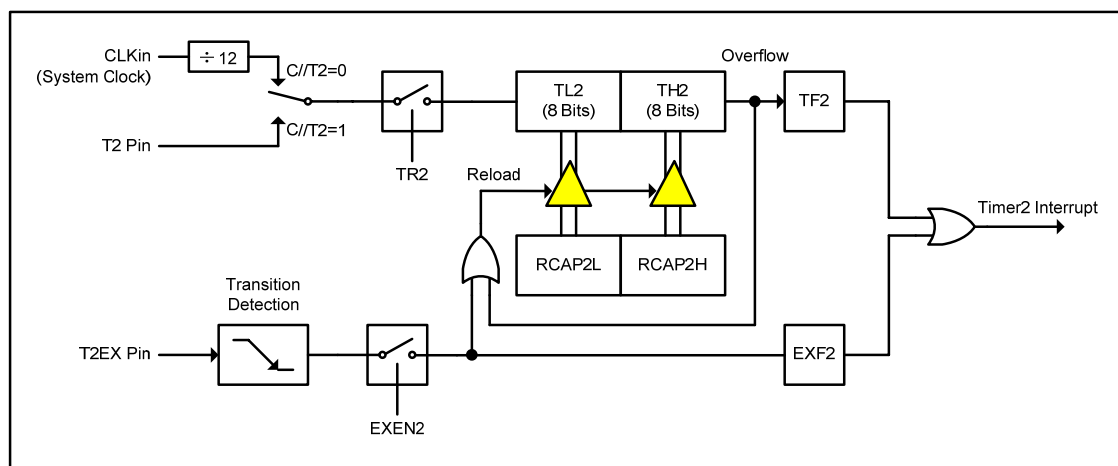 CLKin
(System Clock)
÷ 12
C//T2=0
C//T2=1
T2 Pin
TR2
TL2
(8 Bits)
TH2
(8 Bits)
Overflow
TF2
Reload
RCAP2L
RCAP2H
Timer2 Interrupt
Transition
Detection
T2EX Pin
EXEN2
EXF2